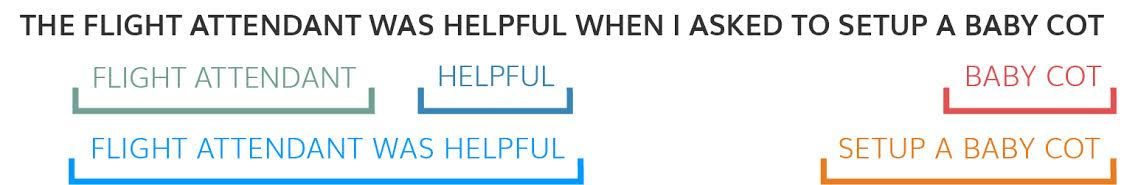 THE FLIGHT ATTENDANT WAS HELPFUL WHEN I ASKED TO SETUP A BABY COT
FLIGHT ATTENDANT HELPFUL BABY COT
FLIGHT ATTENDANT WAS HELPFUL SETUP A BABY COT